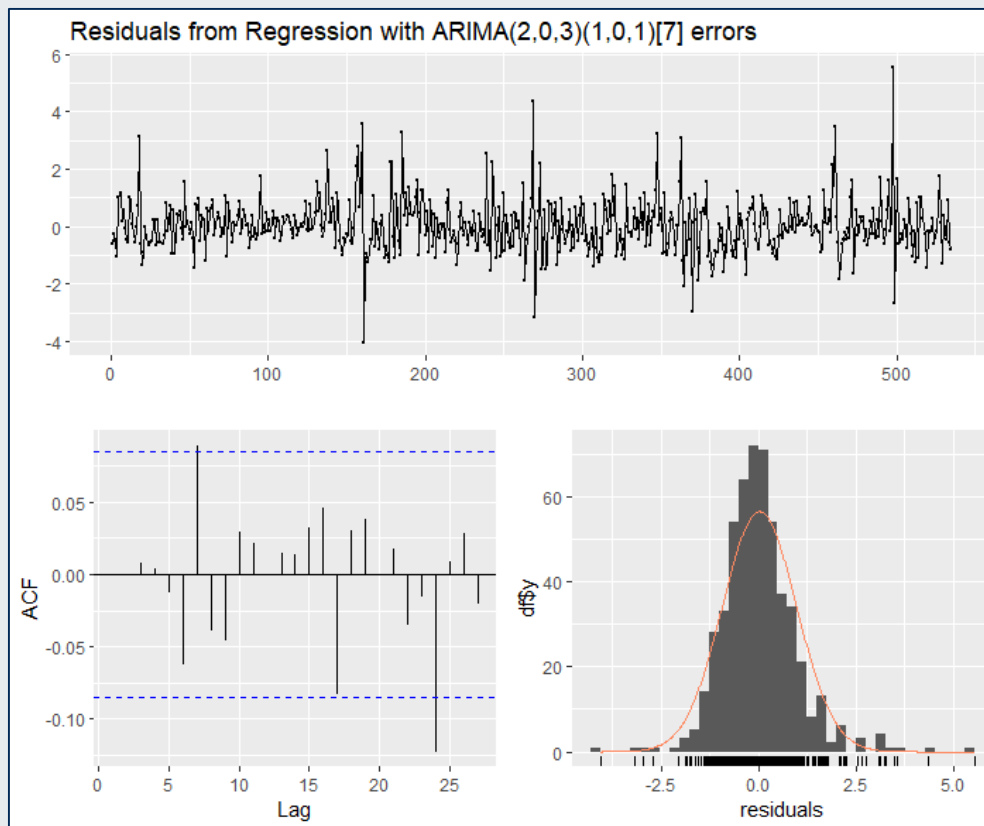 Residuals from Regression with ARIMA(2,0,3)(1,0,1)[7] errors
6
4
2
0
-2
-4
0 100 200 300 400 500
0.05
0.00
-0.05
-0.10
ACF
0 5 10 15 20 25
Lag
60
40
20
0
df$y
-2.5 0.0 2.5 5.0
residuals